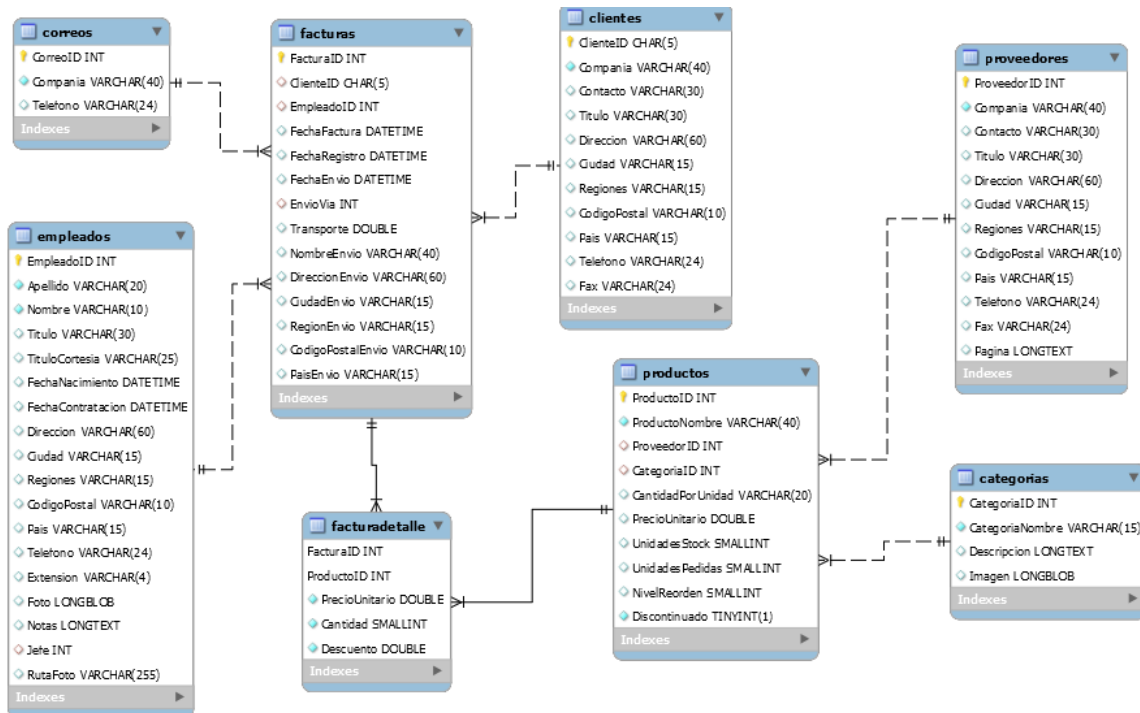 correos
CorreoID INT
Compania VARCHAR(40)
Telefono VARCHAR(24)
Indexes
facturas
FacturaID INT
ClienteID CHAR(5)
EmpleadoID INT
FechaFactura DATETIME
FechaRegistro DATETIME
FechaEnvio DATETIME
EnvioVia INT
Transporte DOUBLE
NombreEnvio VARCHAR(40)
DireccionEnvio VARCHAR(60)
CiudadEnvio VARCHAR(15)
RegionEnvio VARCHAR(15)
CodigoPostalEnvio VARCHAR(10)
PaisEnvio VARCHAR(15)
Indexes
clientes
ClienteID CHAR(5)
Compania VARCHAR(40)
Contacto VARCHAR(30)
Titulo VARCHAR(30)
Direccion VARCHAR(60)
Ciudad VARCHAR(15)
Regiones VARCHAR(15)
CodigoPostal VARCHAR(10)
Pais VARCHAR(15)
Telefono VARCHAR(24)
Fax VARCHAR(24)
Indexes
proveedores
ProveedorID INT
Compania VARCHAR(40)
Contacto VARCHAR(30)
Titulo VARCHAR(30)
Direccion VARCHAR(60)
Ciudad VARCHAR(15)
Regiones VARCHAR(15)
CodigoPostal VARCHAR(10)
Pais VARCHAR(15)
Telefono VARCHAR(24)
Fax VARCHAR(24)
Pagina LONGTEXT
Indexes
empleados
EmpleadoID INT
Apellido VARCHAR(20)
Nombre VARCHAR(10)
Titulo VARCHAR(30)
TituloCortesia VARCHAR(25)
FechaNacimiento DATETIME
FechaContratacion DATETIME
Direccion VARCHAR(60)
Ciudad VARCHAR(15)
Regiones VARCHAR(15)
CodigoPostal VARCHAR(10)
Pais VARCHAR(15)
Telefono VARCHAR(24)
Extension VARCHAR(4)
Foto LONGBLOB
Notas LONGTEXT
Jefe INT
RutaFoto VARCHAR(255)
Indexes
facturadetalle
FacturaID INT
ProductoID INT
PrecioUnitario DOUBLE
Cantidad SMALLINT
Descuento DOUBLE
Indexes
productos
ProductoID INT
ProductoNombre VARCHAR(40)
ProveedorID INT
CategoriaID INT
CantidadPorUnidad VARCHAR(20)
PrecioUnitario DOUBLE
UnidadesStock SMALLINT
UnidadesPedidas SMALLINT
NivelReorden SMALLINT
Discontinuado TINYINT(1)
Indexes
categorias
CategoriaID INT
CategoriaNombre VARCHAR(15)
Descripcion LONGTEXT
Imagen LONGBLOB
Indexes